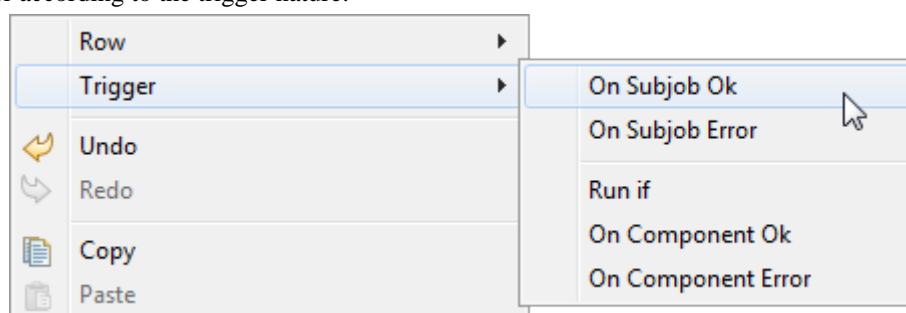 er according to the trigger nature.
Row
Trigger
Undo
Redo
Copy
Paste
On Subjob Ok
On Subjob Error
Run if
On Component Ok
On Component Error